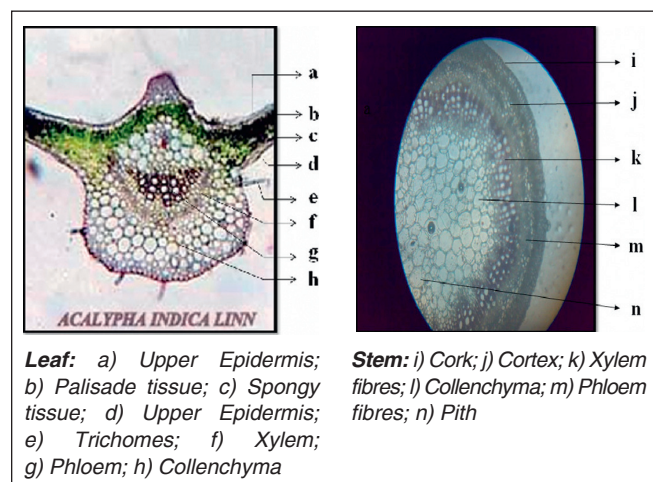 a
b
c
d
e
f
g
h
ACALYPHA INDICA LINN
i
j
k
l
m
n
Leaf: a) Upper Epidermis;
b) Palisade tissue; c) Spongy
tissue; d) Upper Epidermis;
e) Trichomes; f) Xylem;
g) Phloem; h) Collenchyma
Stem: i) Cork; j) Cortex; k) Xylem
fibres; l) Collenchyma; m) Phloem
fibres; n) Pith